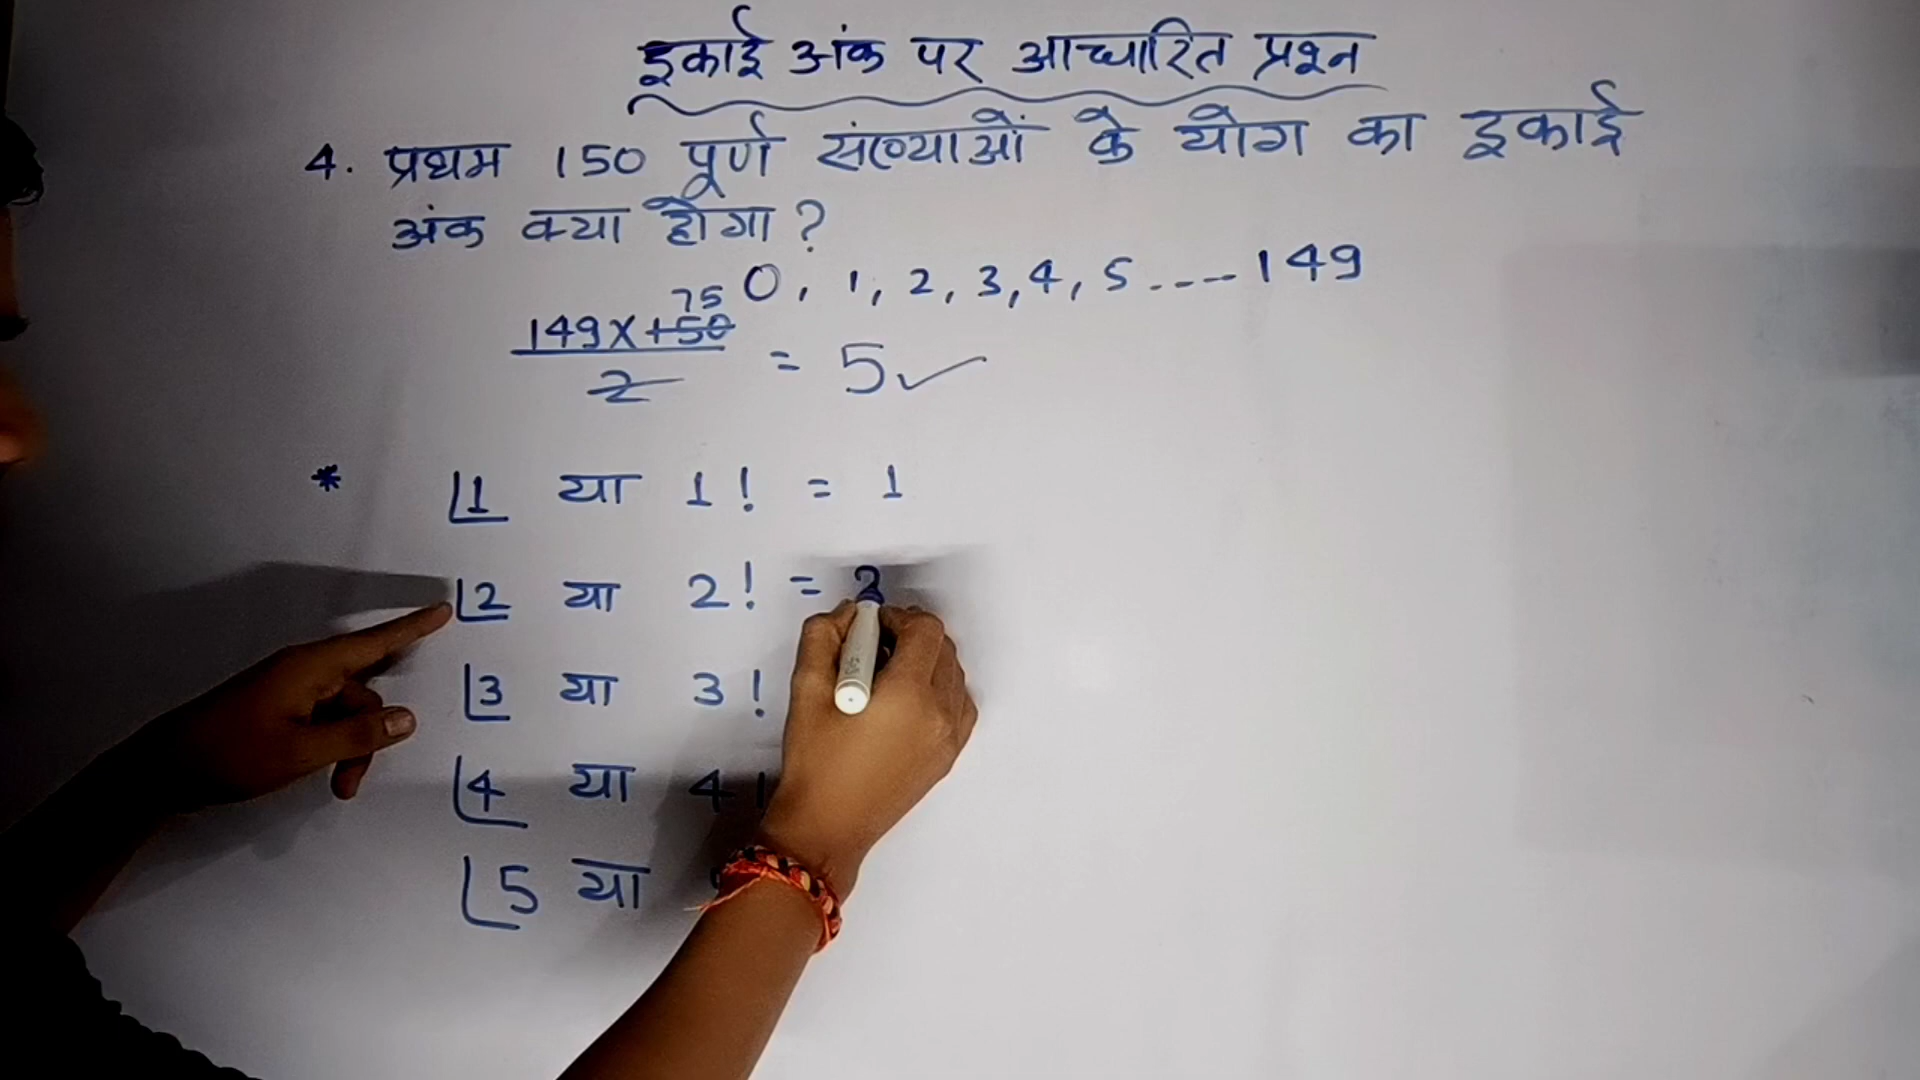 इकाई अंक पर आधारित प्रश्न
4. प्रथम 150 पूर्ण संख्याओं के योग का इकाई
अंक क्या होगा ?
0, 1, 2, 3, 4, 5 ---- 149
75
149 x 150
2
= 5 ✓
* ⌊1 या 1! = 1
⌊2 या 2! = 2
⌊3 या 3!
⌊4 या 4!
⌊5 या